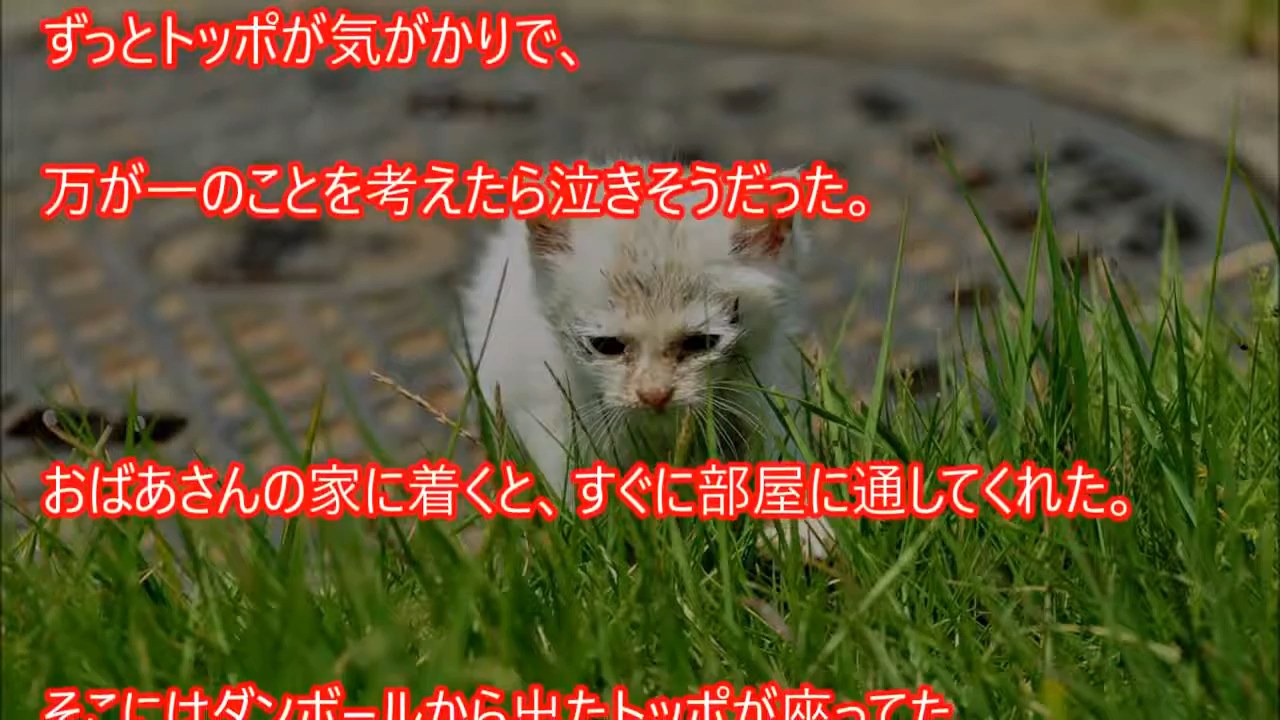 ずっとトッポが気がかりで、
万が一のことを考えたら泣きそうだった。
おばあさんの家に着くと、すぐに部屋に通してくれた。
そこにはダンボールから出たトッポが座ってた